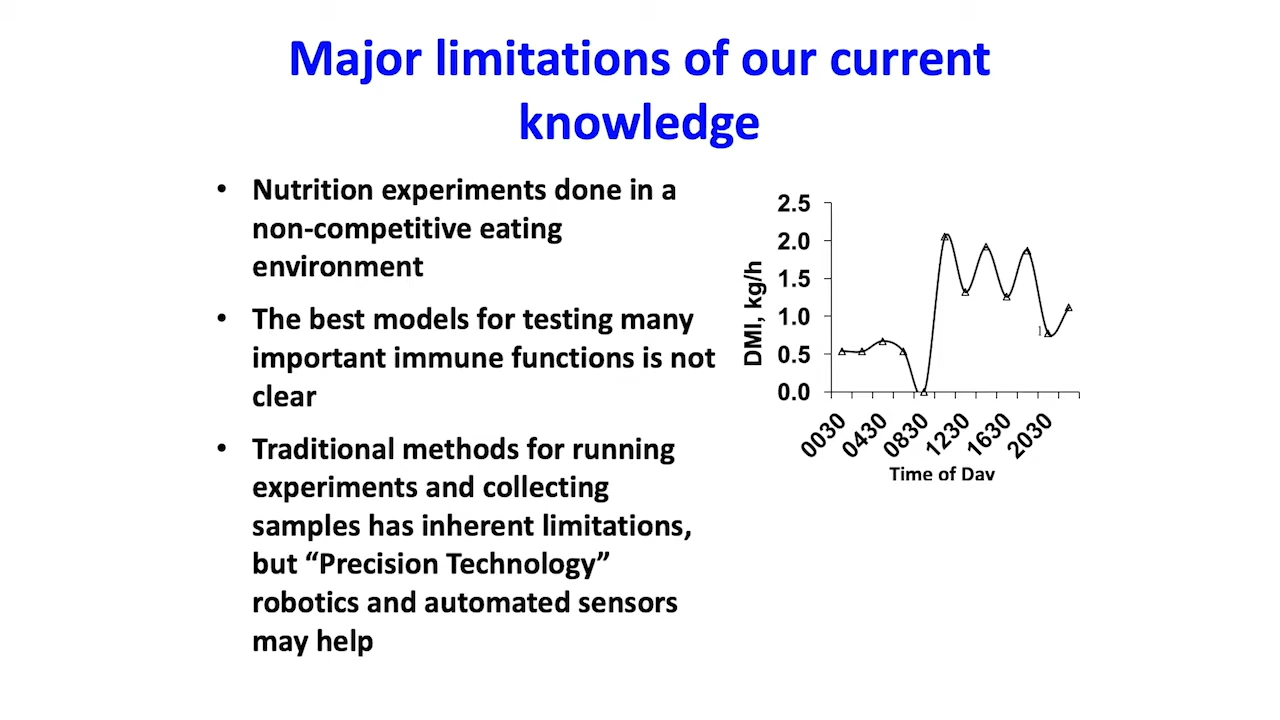 Major limitations of our current
knowledge
• Nutrition experiments done in a
non-competitive eating
environment
• The best models for testing many
important immune functions is not
clear
• Traditional methods for running
experiments and collecting
samples has inherent limitations,
but “Precision Technology”
robotics and automated sensors
may help
2.5
2.0
1.5
1.0
0.5
0.0
DMI, kg/h
1
0030
0430
0830
1230
1630
2030
Time of Day